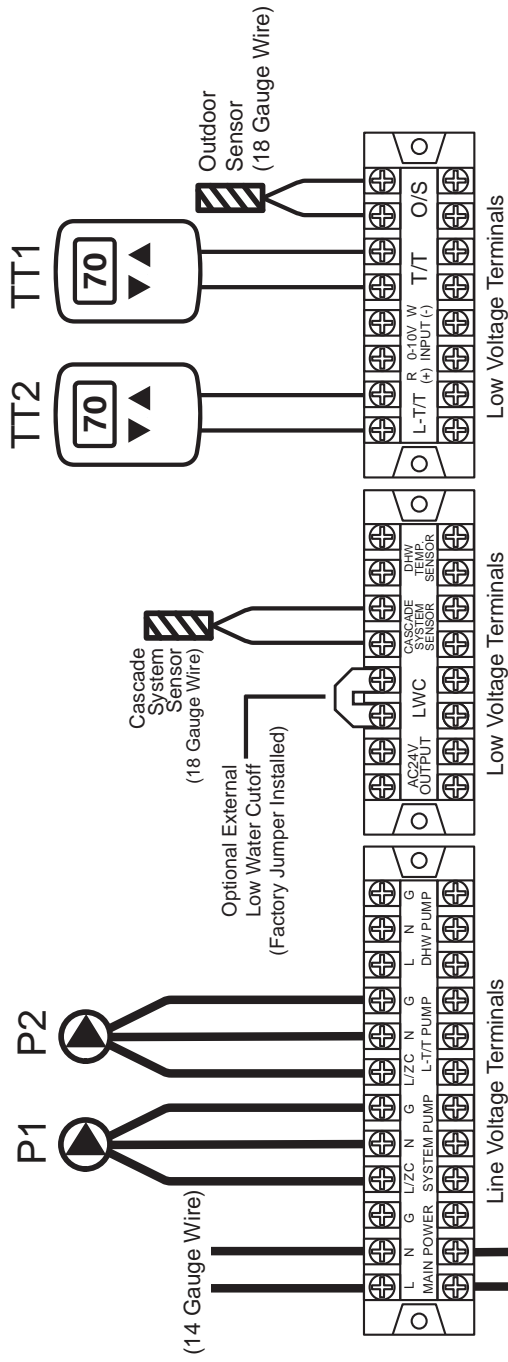 TT1
70
TT2
70
Outdoor
Sensor
(18 Gauge Wire)
L-T/T
R
(+)
0-10V
INPUT
W
(-)
T/T
O/S
Low Voltage Terminals
Cascade
System
Sensor
(18 Gauge Wire)
Optional External
Low Water Cutoff
(Factory Jumper Installed)
AC24V
OUTPUT
LWC
CASCADE
SYSTEM
SENSOR
DHW
TEMP.
SENSOR
Low Voltage Terminals
P1
P2
(14 Gauge Wire)
L N G L/ZC N G L/ZC N G L N G
MAIN POWER SYSTEM PUMP L-T/T PUMP DHW PUMP
Line Voltage Terminals